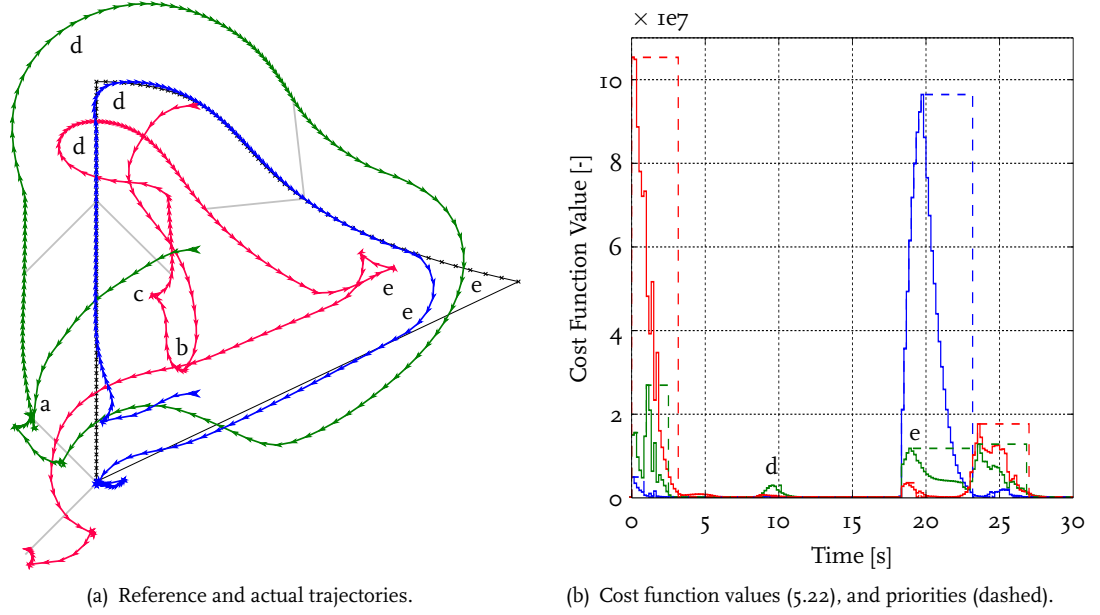 × 1e7
d
d
d
a
b
c
e
e
e
10
8
6
4
2
0
Cost Function Value [-]
d
e
0 5 10 15 20 25 30
Time [s]
(a) Reference and actual trajectories.
(b) Cost function values (5.22), and priorities (dashed).